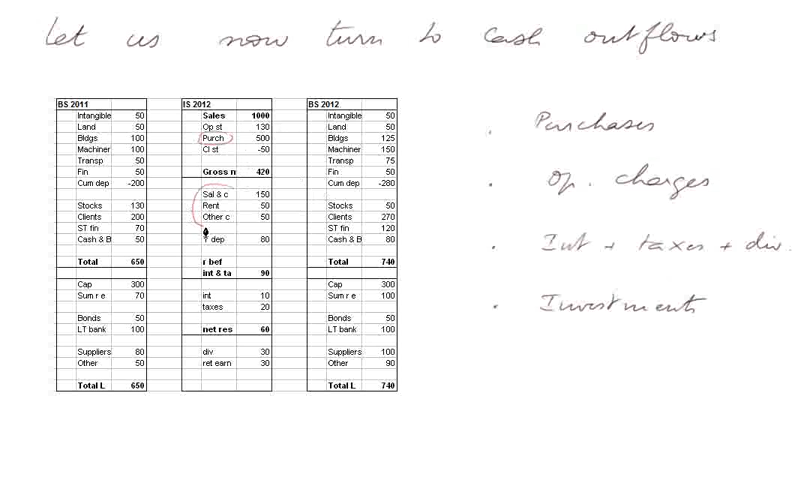 Let us now turn to cash outflows
BS 2011 IS 2012 BS 2012
Intangible 50 Sales 1000 Intangible 50
Land 50 Op st 130 Land 50
Bldgs 100 Purch 500 Bldgs 125
Machiner 100 Cl st -50 Machiner 150
Transp 50 Transp 75
Fin 50 Gross n 420 Fin 50
Cum dep -200 Cum dep -280
Sal & c 150
Stocks 130 Rent 50 Stocks 50
Clients 200 Other c 50 Clients 270
ST fin 70 ST fin 120
Cash & B 50 dep 80 Cash & B 80
Total 650 r bef Total 740
int & ta 90
Cap 300 Cap 300
Sum r e 70 int 10 Sum r e 100
taxes 20
Bonds 50 Bonds 50
LT bank 100 net res 60 LT bank 100
Suppliers 80 div 30 Suppliers 100
Other 50 ret earn 30 Other 90
Total L 650 Total L 740
. Purchases
. Op. charges
. Int + taxes + div.
. Investments